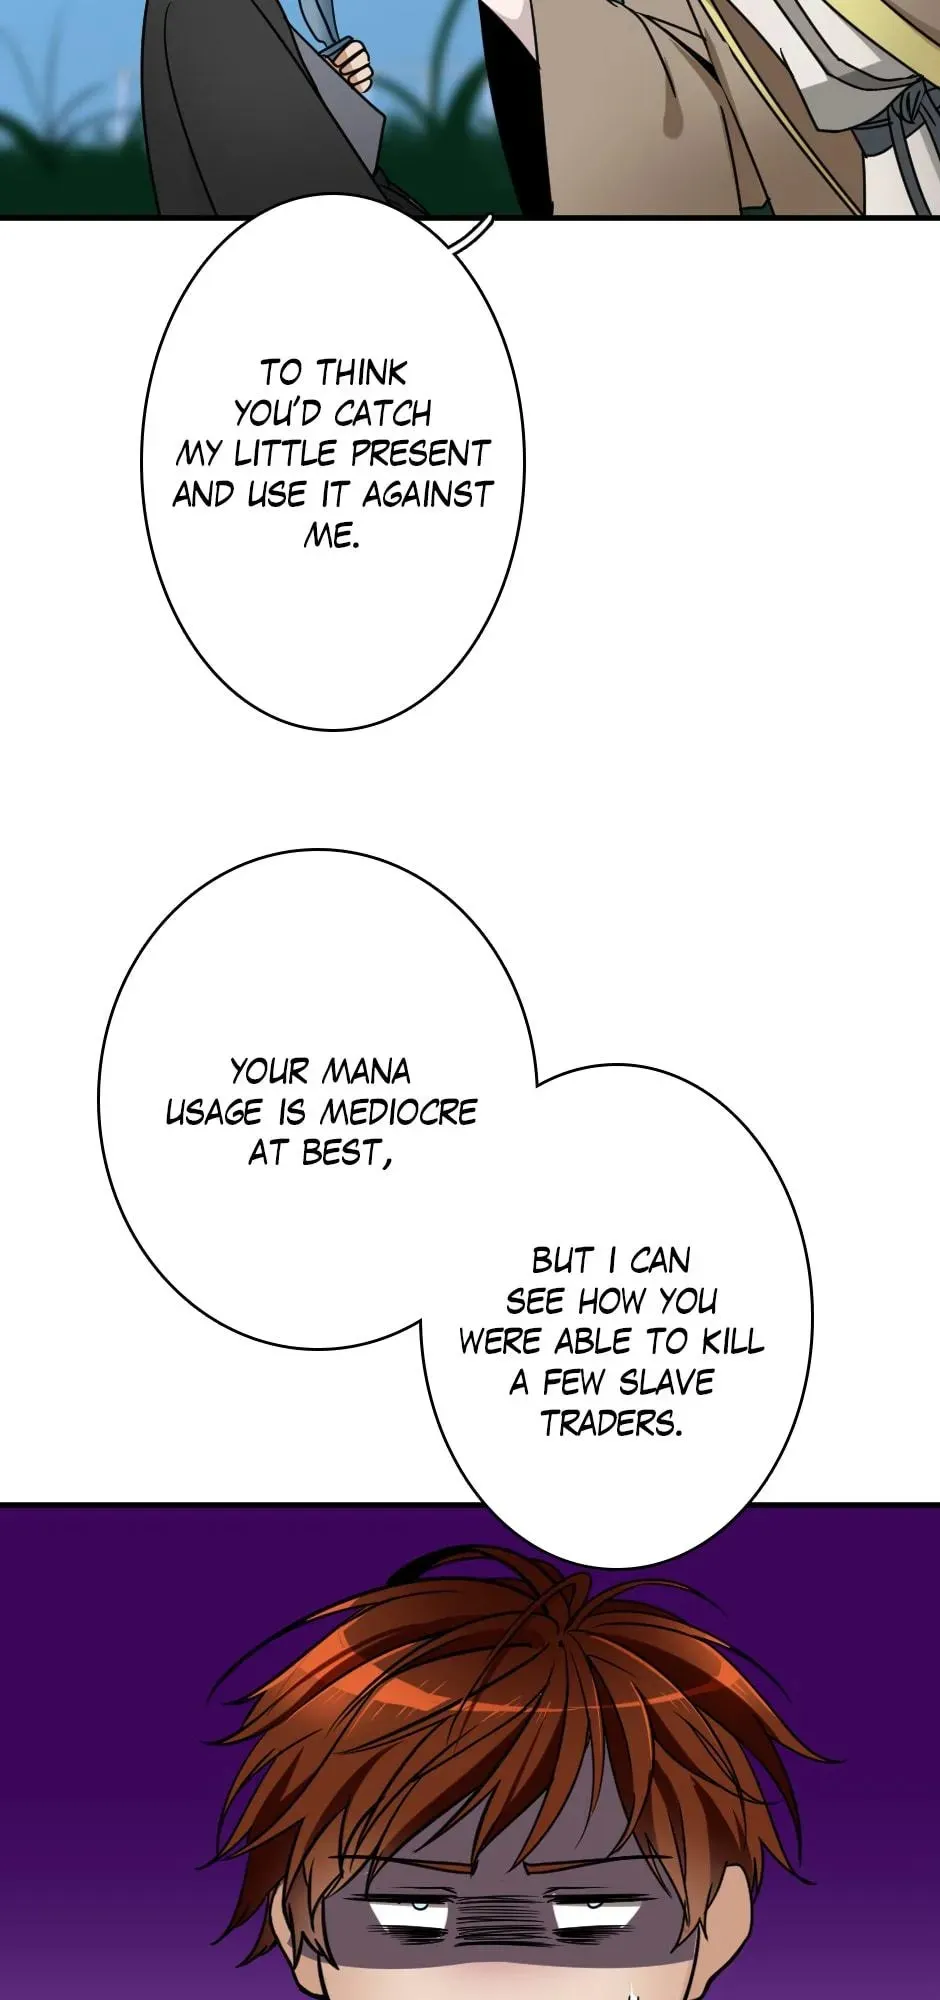 TO THINK
YOU'D CATCH
MY LITTLE PRESENT
AND USE IT AGAINST
ME.
YOUR MANA
USAGE IS MEDIOCRE
AT BEST,
BUT I CAN
SEE HOW YOU
WERE ABLE TO KILL
A FEW SLAVE
TRADERS.